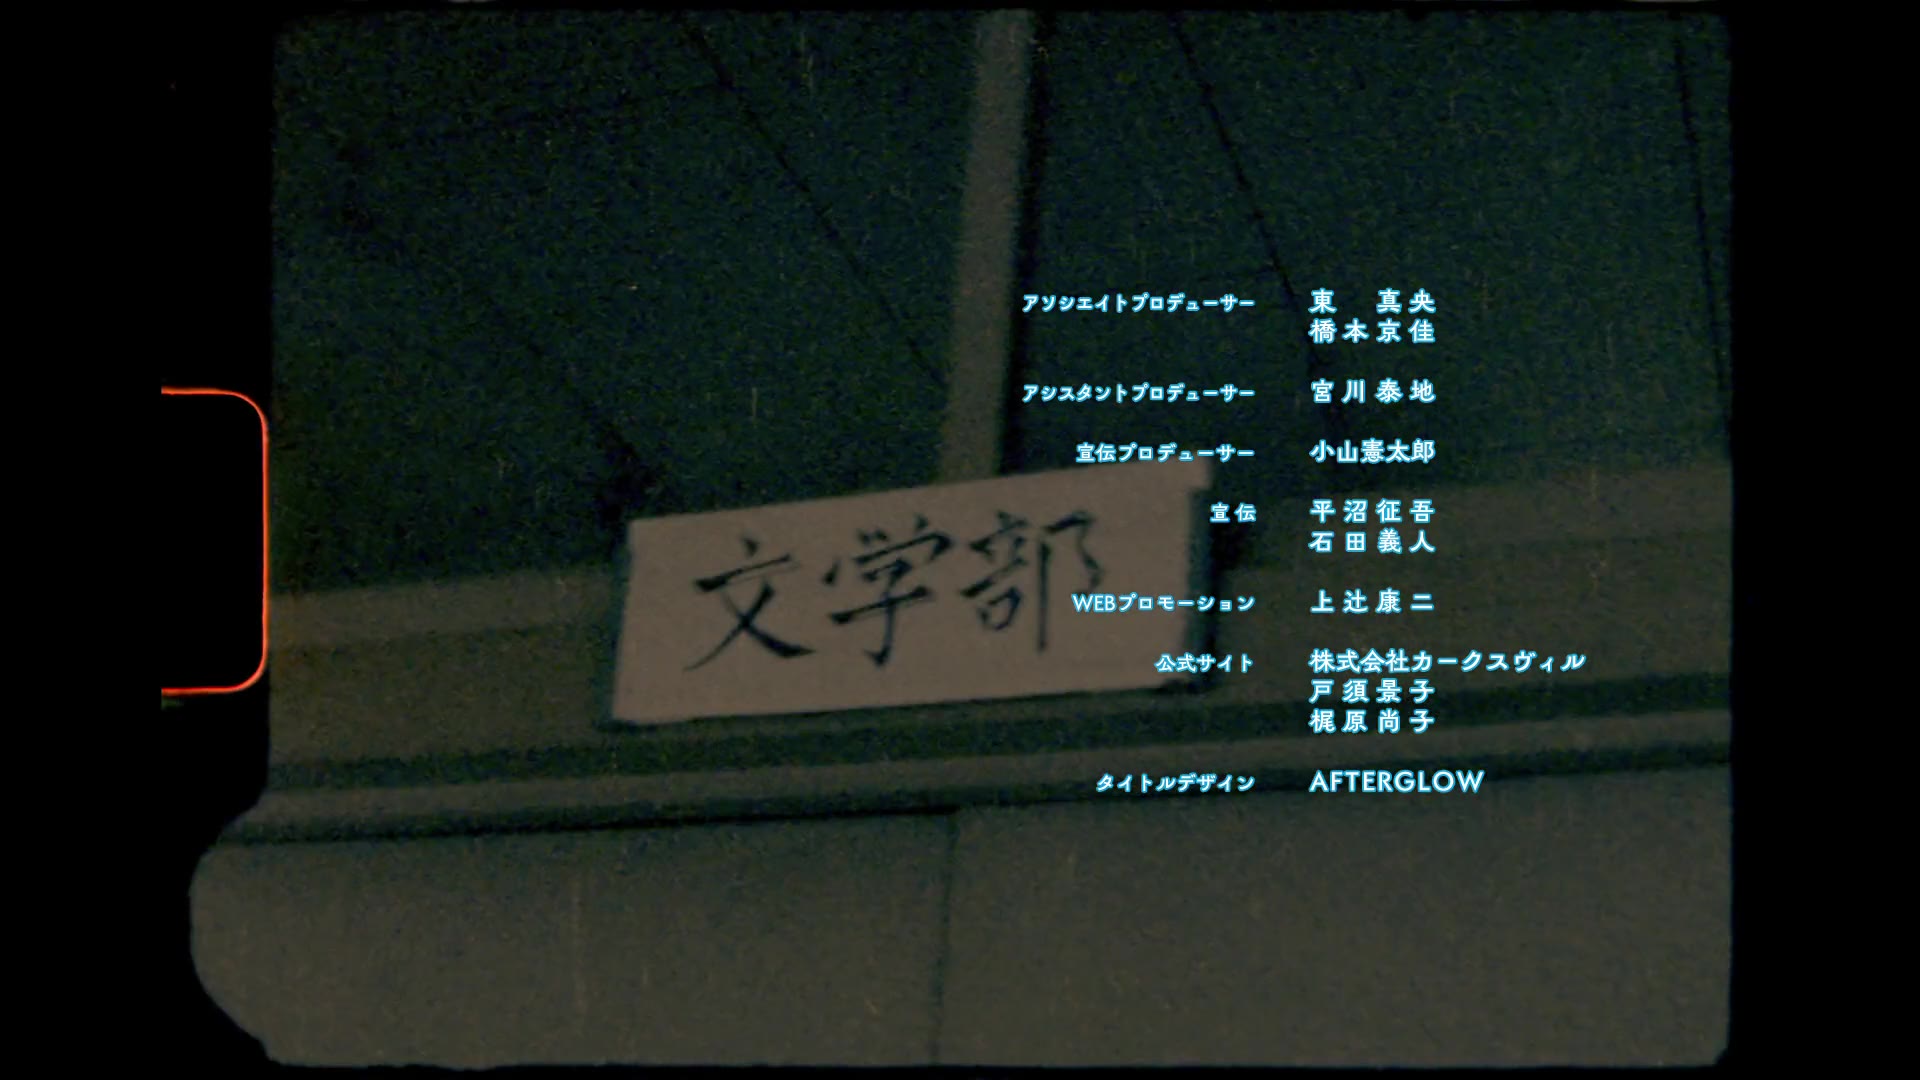 アソシエイトプロデューサー 東 真央
橋本京佳
アシスタントプロデューサー 宮川泰地
宣伝プロデューサー 小山憲太郎
宣伝 平沼征吾
石田義人
WEBプロモーション 上辻康二
公式サイト 株式会社カークスヴィル
戸須景子
梶原尚子
タイトルデザイン AFTERGLOW
文学部